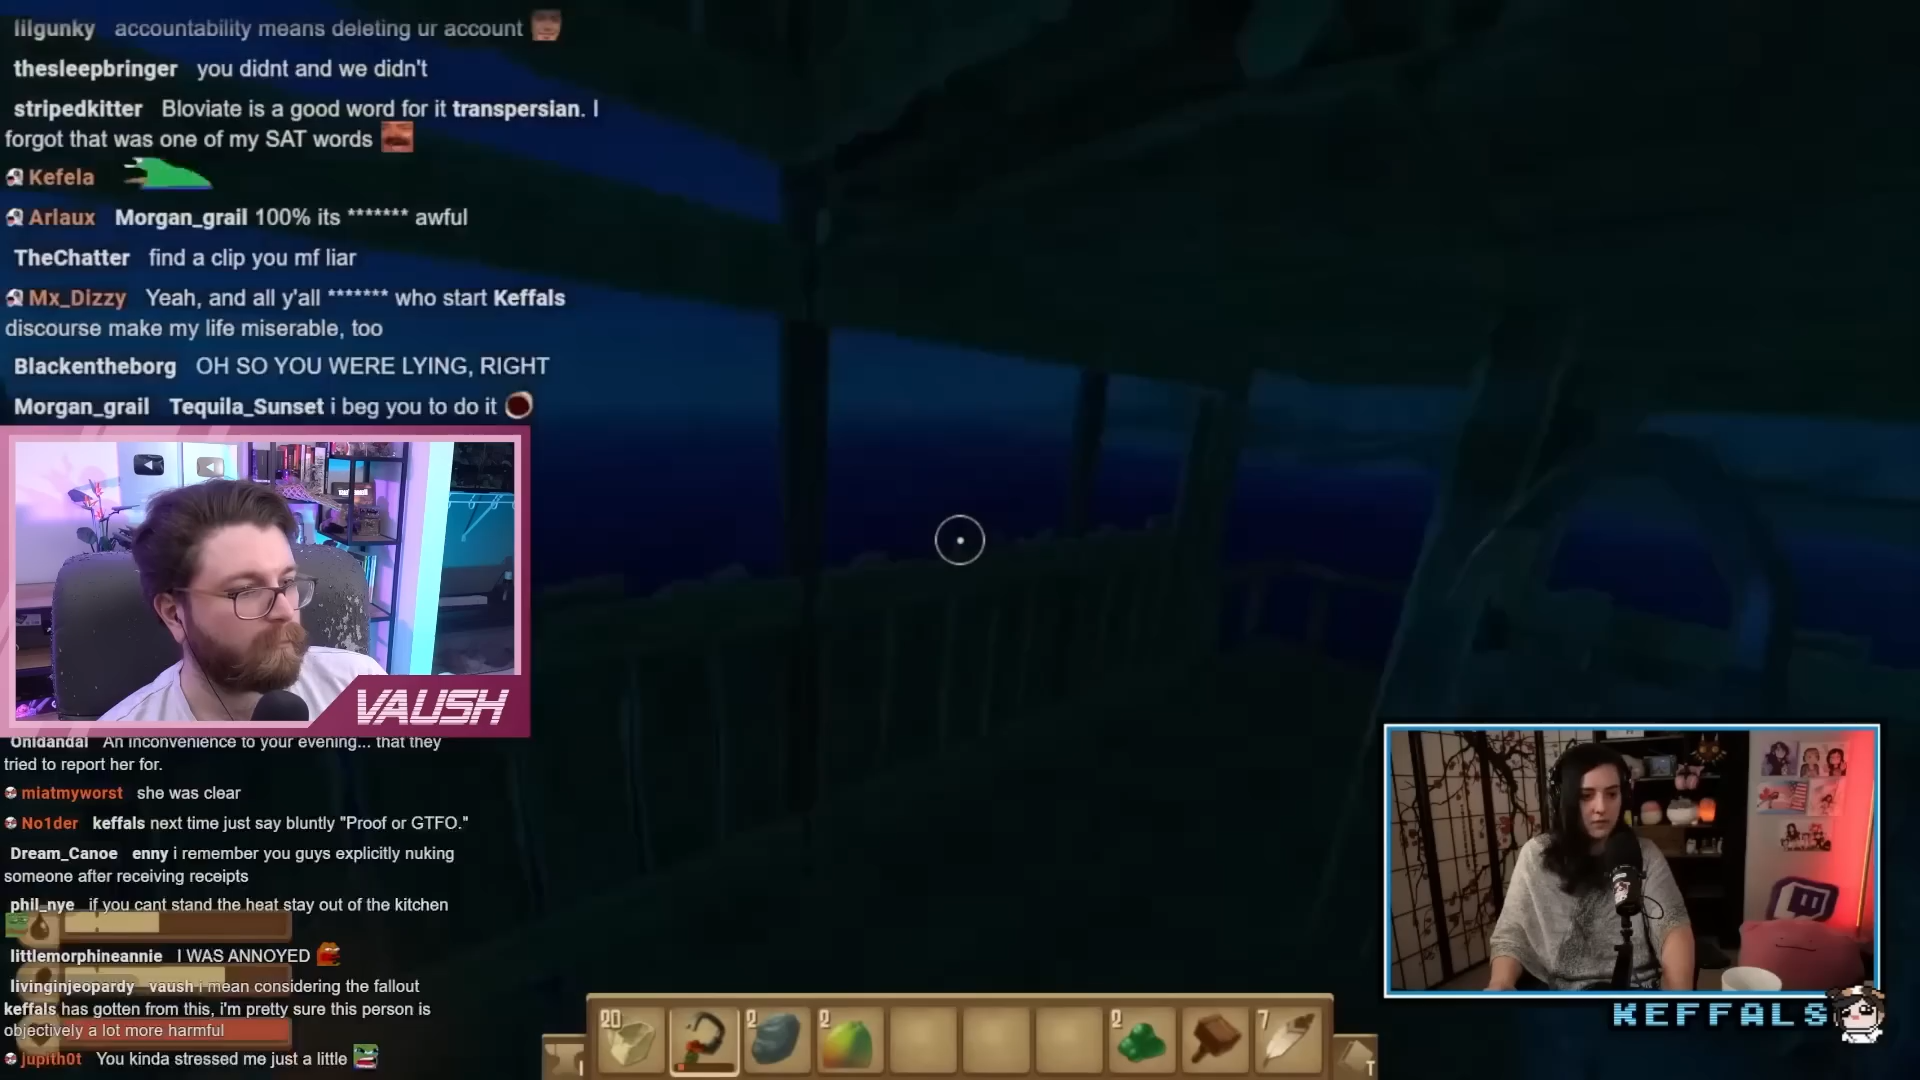 lilgunky accountability means deleting ur account
thesleepbringer you didnt and we didn't
stripedkitter Bloviate is a good word for it transpersian. I
forgot that was one of my SAT words
Kefela
Arlaux Morgan_grail 100% its ******* awful
TheChatter find a clip you mf liar
Mx_Dizzy Yeah, and all y'all ******* who start Keffals
discourse make my life miserable, too
Blackentheborg OH SO YOU WERE LYING, RIGHT
Morgan_grail Tequila_Sunset i beg you to do it
VAUSH
Onidandal An inconvenience to your evening... that they
tried to report her for.
miatmyworst she was clear
No1der keffals next time just say bluntly "Proof or GTFO."
Dream_Canoe enny i remember you guys explicitly nuking
someone after receiving receipts
phil_nye if you cant stand the heat stay out of the kitchen
littlemorphineannie I WAS ANNOYED
livinginjeopardy vaush i mean considering the fallout
keffals has gotten from this, i'm pretty sure this person is
objectively a lot more harmful
jupith0t You kinda stressed me just a little
KEFFALS
I 20 2 2 2 7 T